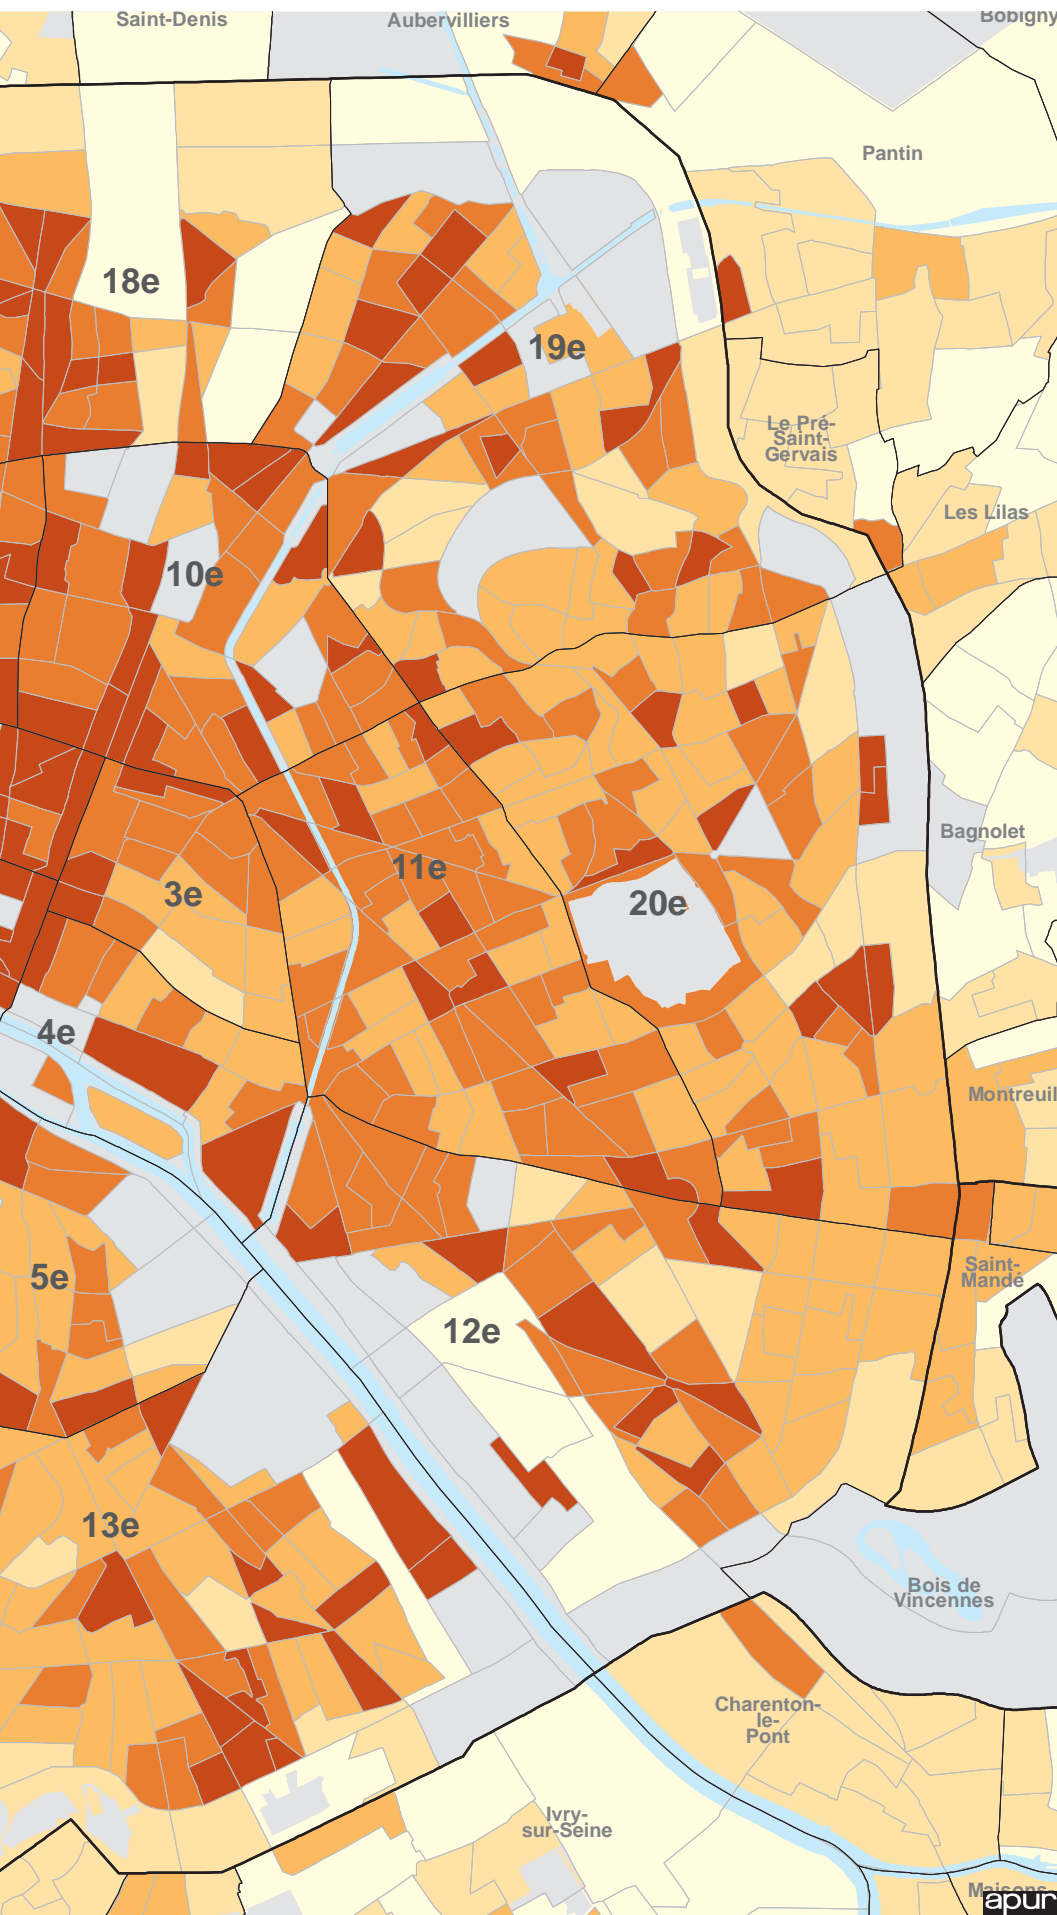 Saint-Denis
Aubervilliers
Bobigny
Pantin
18e
19e
Le Pré-
Saint-
Gervais
Les Lilas
10e
Bagnolet
11e
3e
20e
4e
Montreuil
5e
Saint-
Mandé
12e
13e
Bois de
Vincennes
Charenton-
le-
Pont
Ivry-
sur-Seine
Maisons
apur